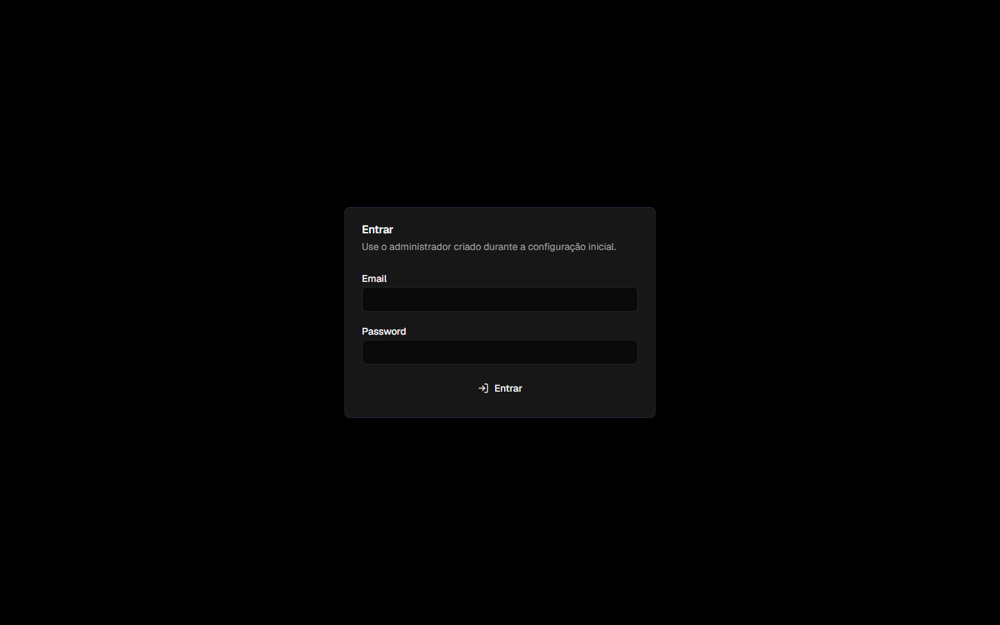 Entrar
Use o administrador criado durante a configuração inicial.
Email
Password
Entrar